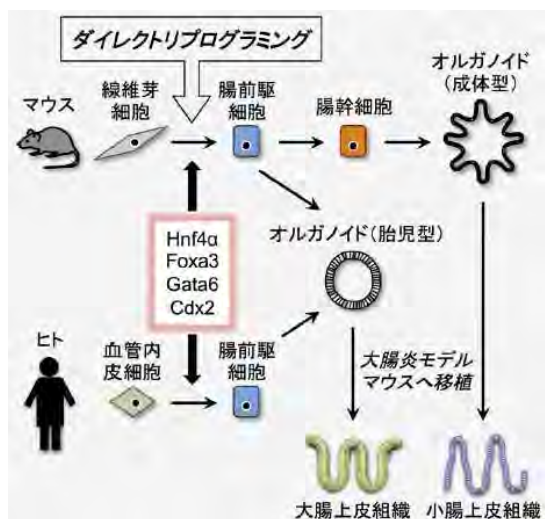 ダイレクトリプログラミング
オルガノイド
(成体型)
マウス
線維芽
細胞
腸前駆
細胞
腸幹細胞
Hnf4α
Foxa3
Gata6
Cdx2
オルガノイド(胎児型)
ヒト
血管内
皮細胞
腸前駆
細胞
大腸炎モデル
マウスへ移植
大腸上皮組織
小腸上皮組織